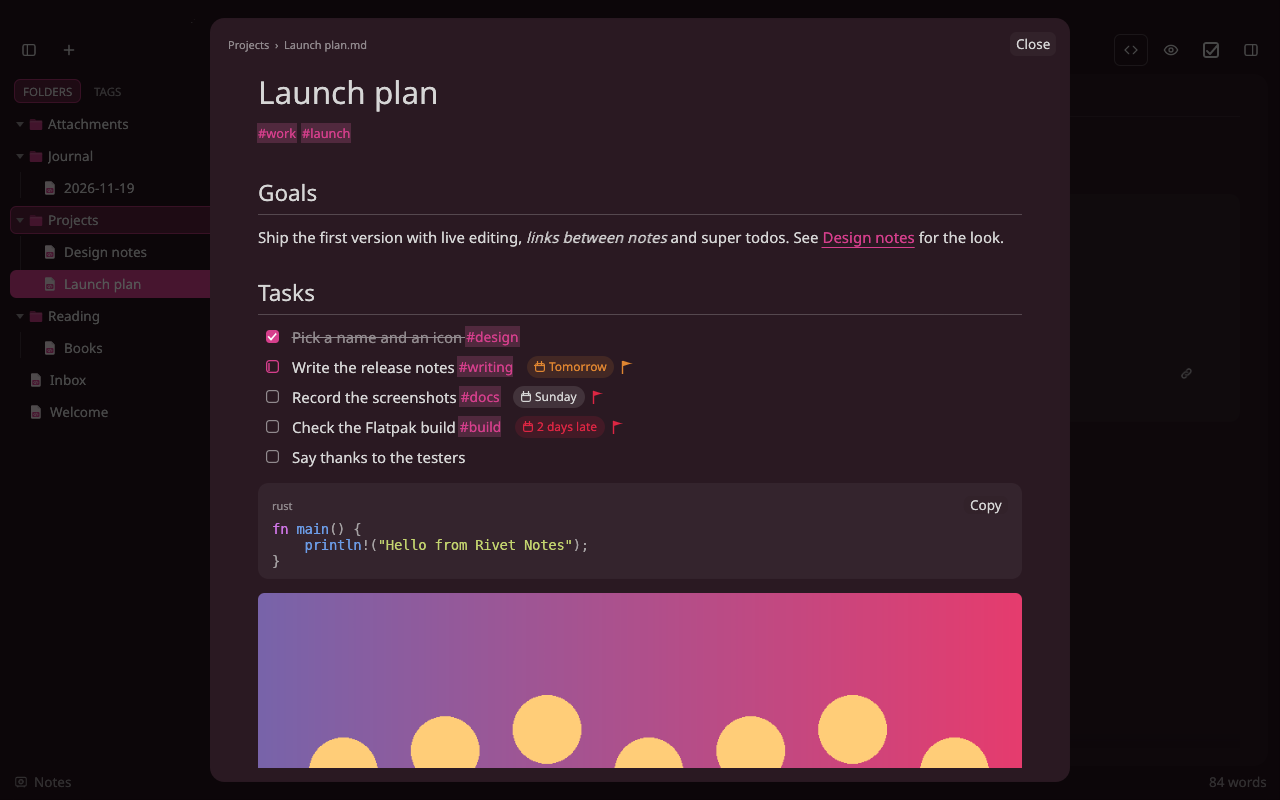 FOLDERS TAGS
Attachments
Journal
2026-11-19
Projects
Design notes
Launch plan
Reading
Books
Inbox
Welcome
Notes
Projects › Launch plan.md
Close
Launch plan
#work #launch
Goals
Ship the first version with live editing, links between notes and super todos. See Design notes for the look.
Tasks
Pick a name and an icon #design
Write the release notes #writing Tomorrow
Record the screenshots #docs Sunday
Check the Flatpak build #build 2 days late
Say thanks to the testers
rust
Copy
fn main() {
    println!("Hello from Rivet Notes");
}
84 words